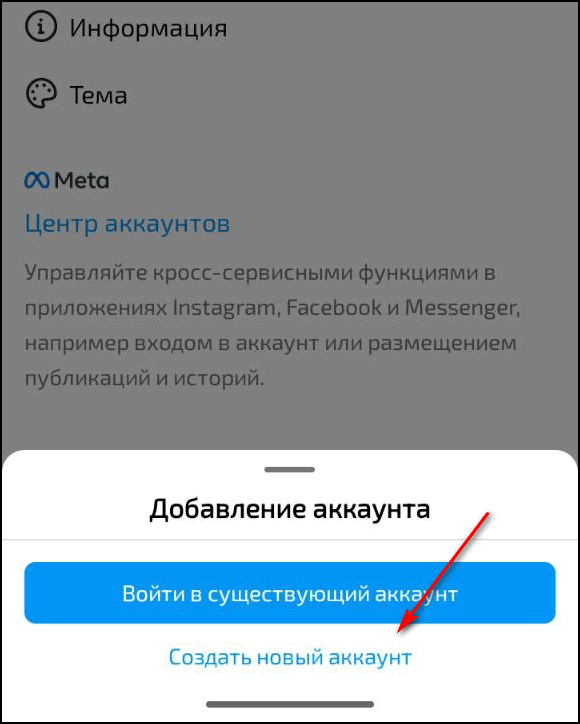 Информация
Тема
Meta
Центр аккаунтов
Управляйте кросс-сервисными функциями в
приложениях Instagram, Facebook и Messenger,
например входом в аккаунт или размещением
публикаций и историй.
Добавление аккаунта
Войти в существующий аккаунт
Создать новый аккаунт